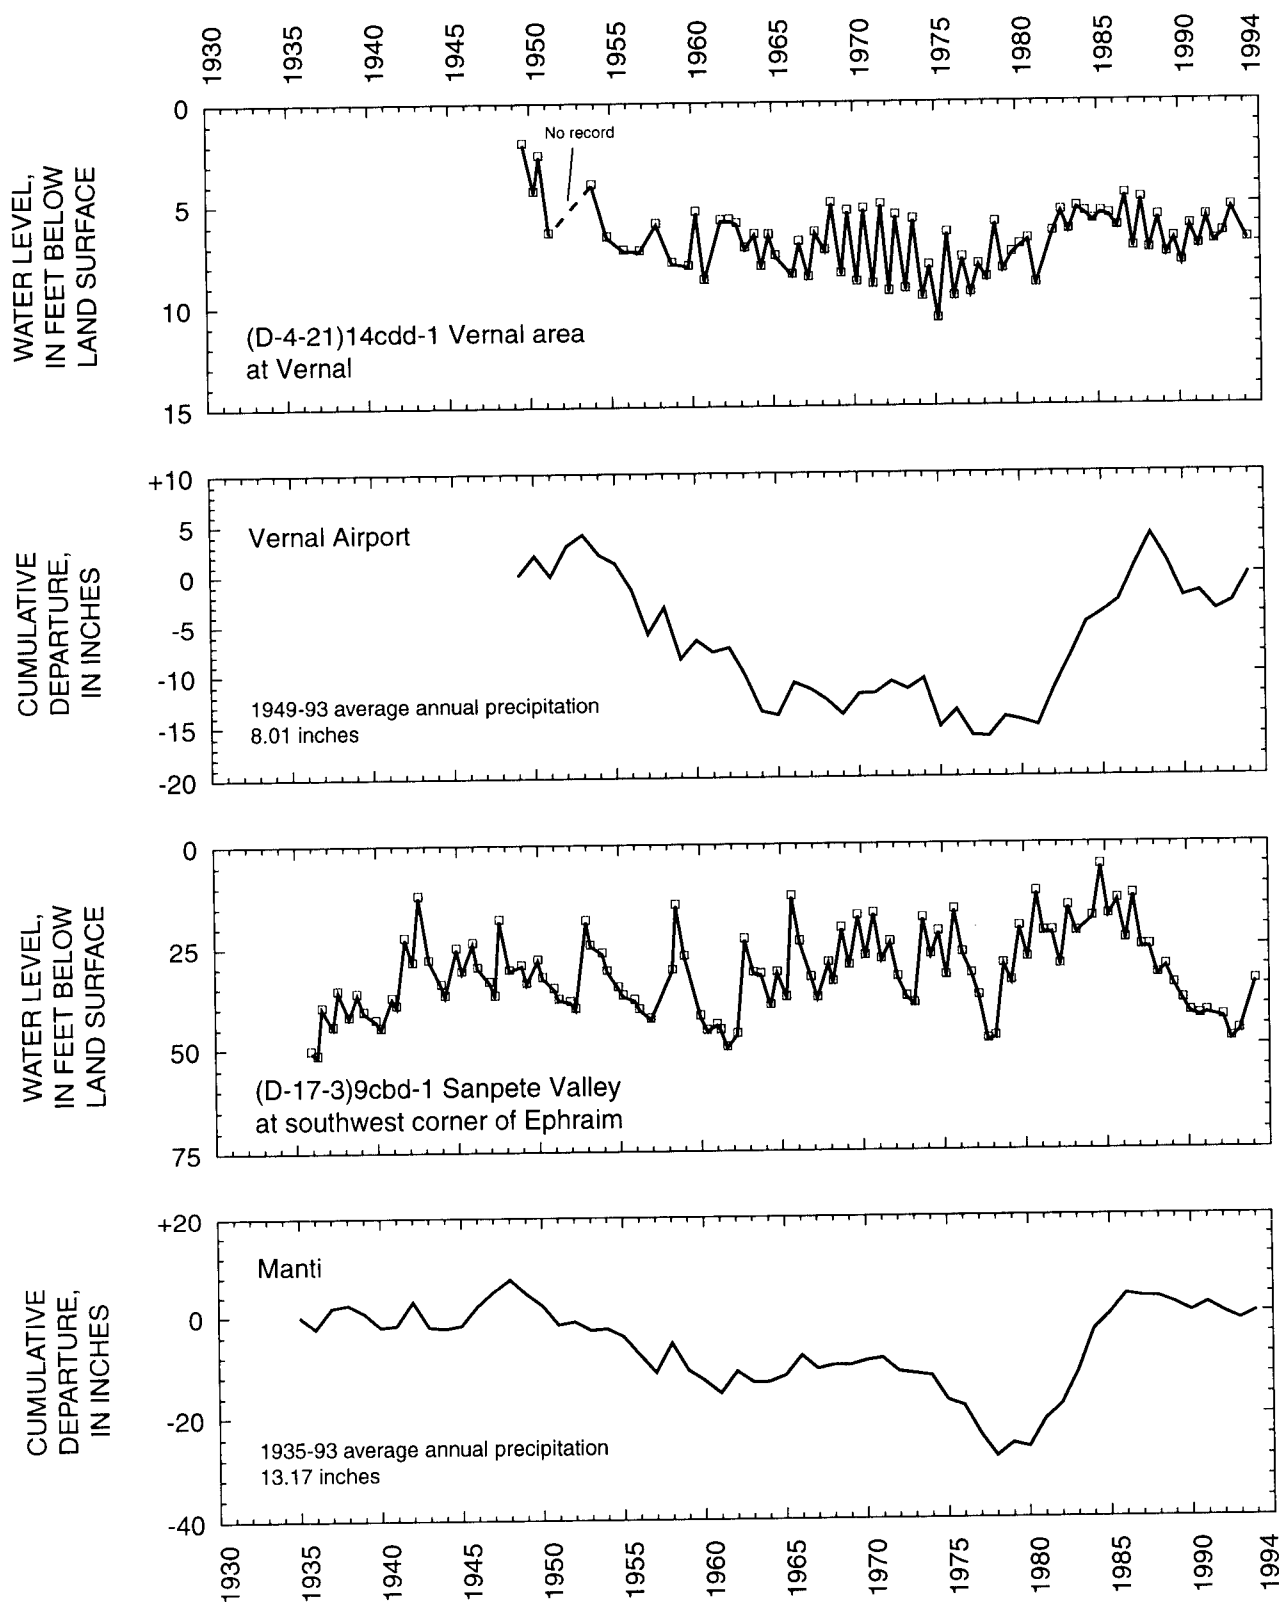 1930 1935 1940 1945 1950 1955 1960 1965 1970 1975 1980 1985 1990 1994
WATER LEVEL,
IN FEET BELOW
LAND SURFACE
0
5
10
15
No record
(D-4-21)14cdd-1 Vernal area
at Vernal
CUMULATIVE
DEPARTURE,
IN INCHES
+10
5
0
-5
-10
-15
-20
Vernal Airport
1949-93 average annual precipitation
8.01 inches
WATER LEVEL,
IN FEET BELOW
LAND SURFACE
0
25
50
75
(D-17-3)9cbd-1 Sanpete Valley
at southwest corner of Ephraim
CUMULATIVE
DEPARTURE,
IN INCHES
+20
0
-20
-40
Manti
1935-93 average annual precipitation
13.17 inches
1930 1935 1940 1945 1950 1955 1960 1965 1970 1975 1980 1985 1990 1994